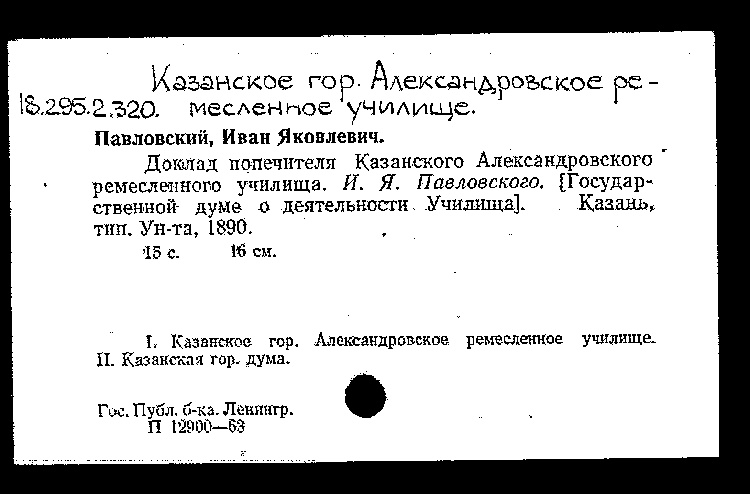 Казанское гор. Александровское ре-
18.295.2.320. месленное училище.
Павловский, Иван Яковлевич.
Доклад попечителя Казанского Александровского
ремесленного училища. И. Я. Павловского. [Государ-
ственной думе о деятельности Училища]. Казань,
тип. Ун-та, 1890.
15 с. 16 см.
I. Казанское гор. Александровское ремесленное училище.
II. Казанская гор. дума.
Гос. Публ. б-ка. Ленингр.
П 12900—63